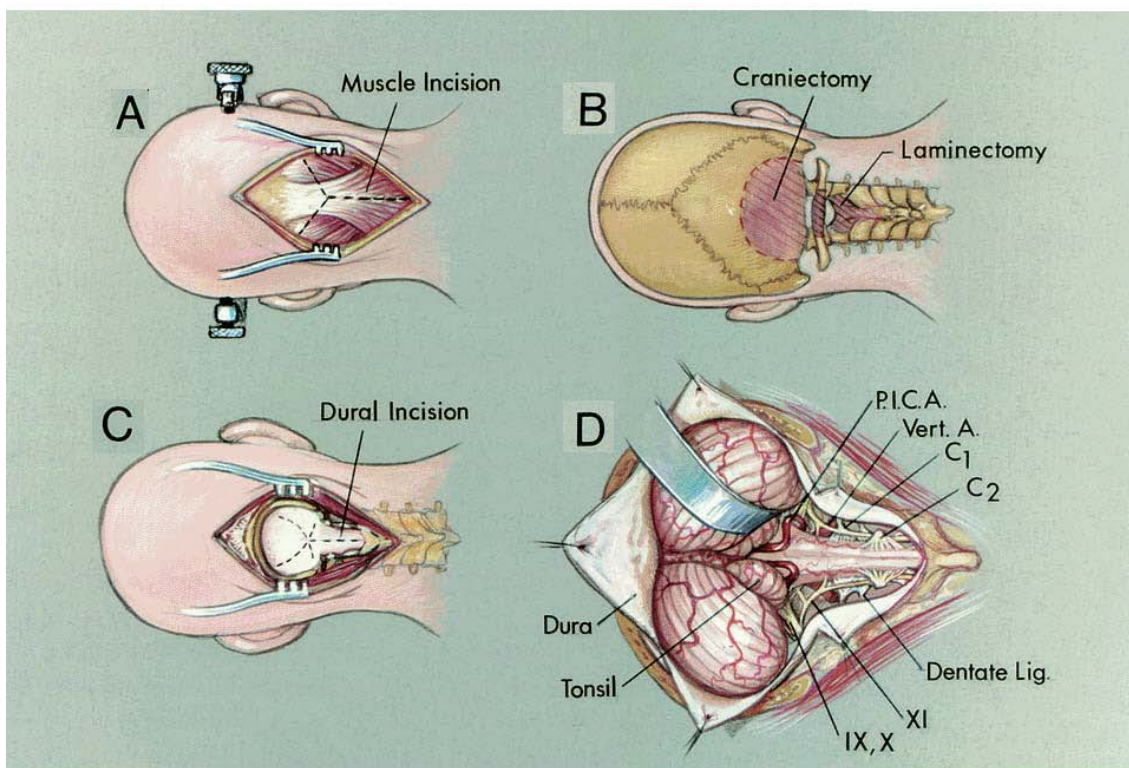 A
Muscle Incision
B
Craniectomy
Laminectomy
C
Dural Incision
D
P.I.C.A.
Vert. A.
C1
C2
Dura
Tonsil
Dentate Lig.
XI
IX, X